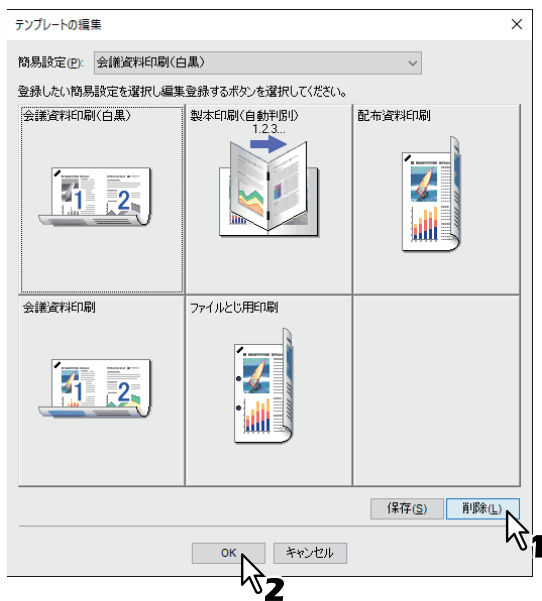 テンプレートの編集
簡易設定(P): 会議資料印刷(白黒)
登録したい簡易設定を選択し編集登録するボタンを選択してください。
会議資料印刷(白黒) 製本印刷(自動判別) 配布資料印刷
1.2.3...
1 2
会議資料印刷 ファイルとじ用印刷
1 2
保存(S) 削除(L)
1
OK キャンセル
2